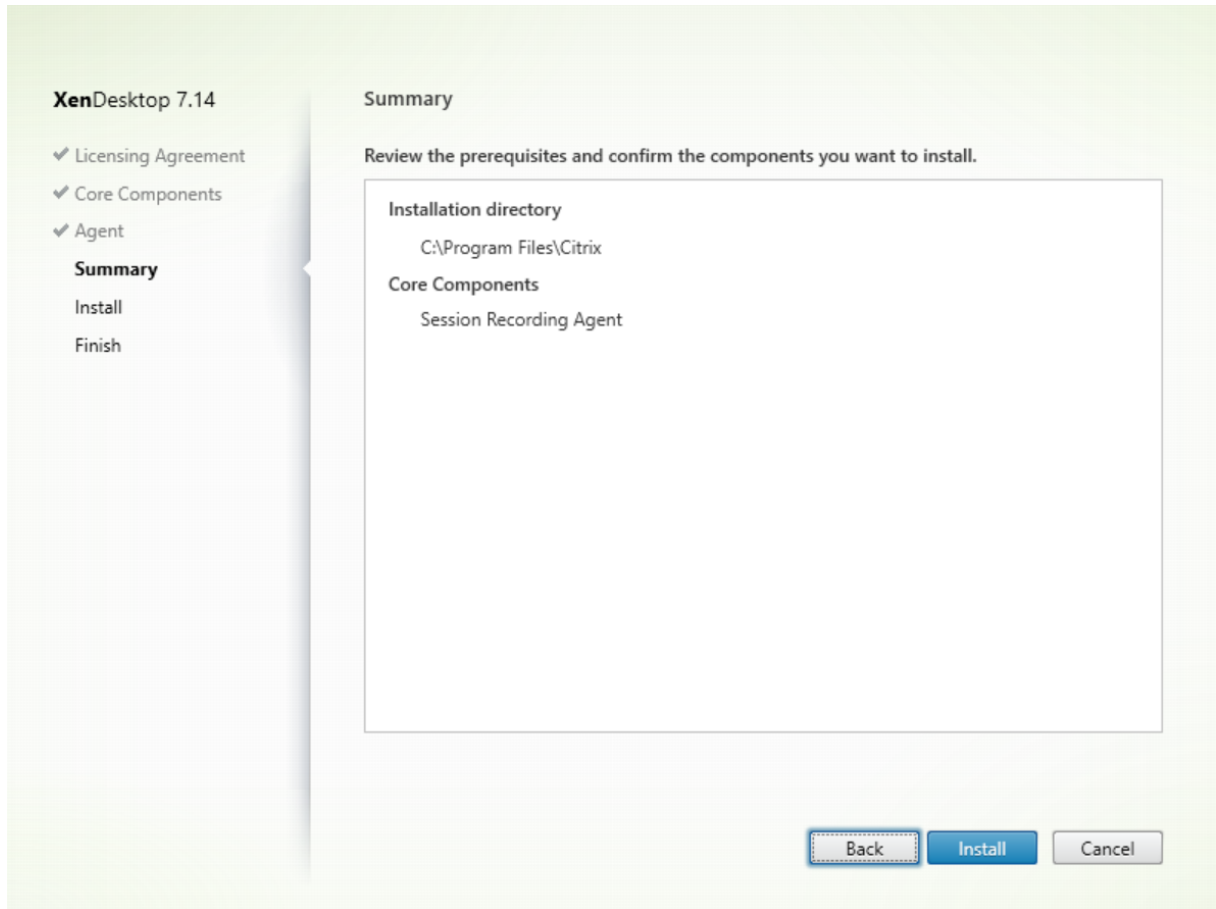 XenDesktop 7.14
Licensing Agreement
Core Components
Agent
Summary
Install
Finish
Summary
Review the prerequisites and confirm the components you want to install.
Installation directory
C:\Program Files\Citrix
Core Components
Session Recording Agent
Back
Install
Cancel